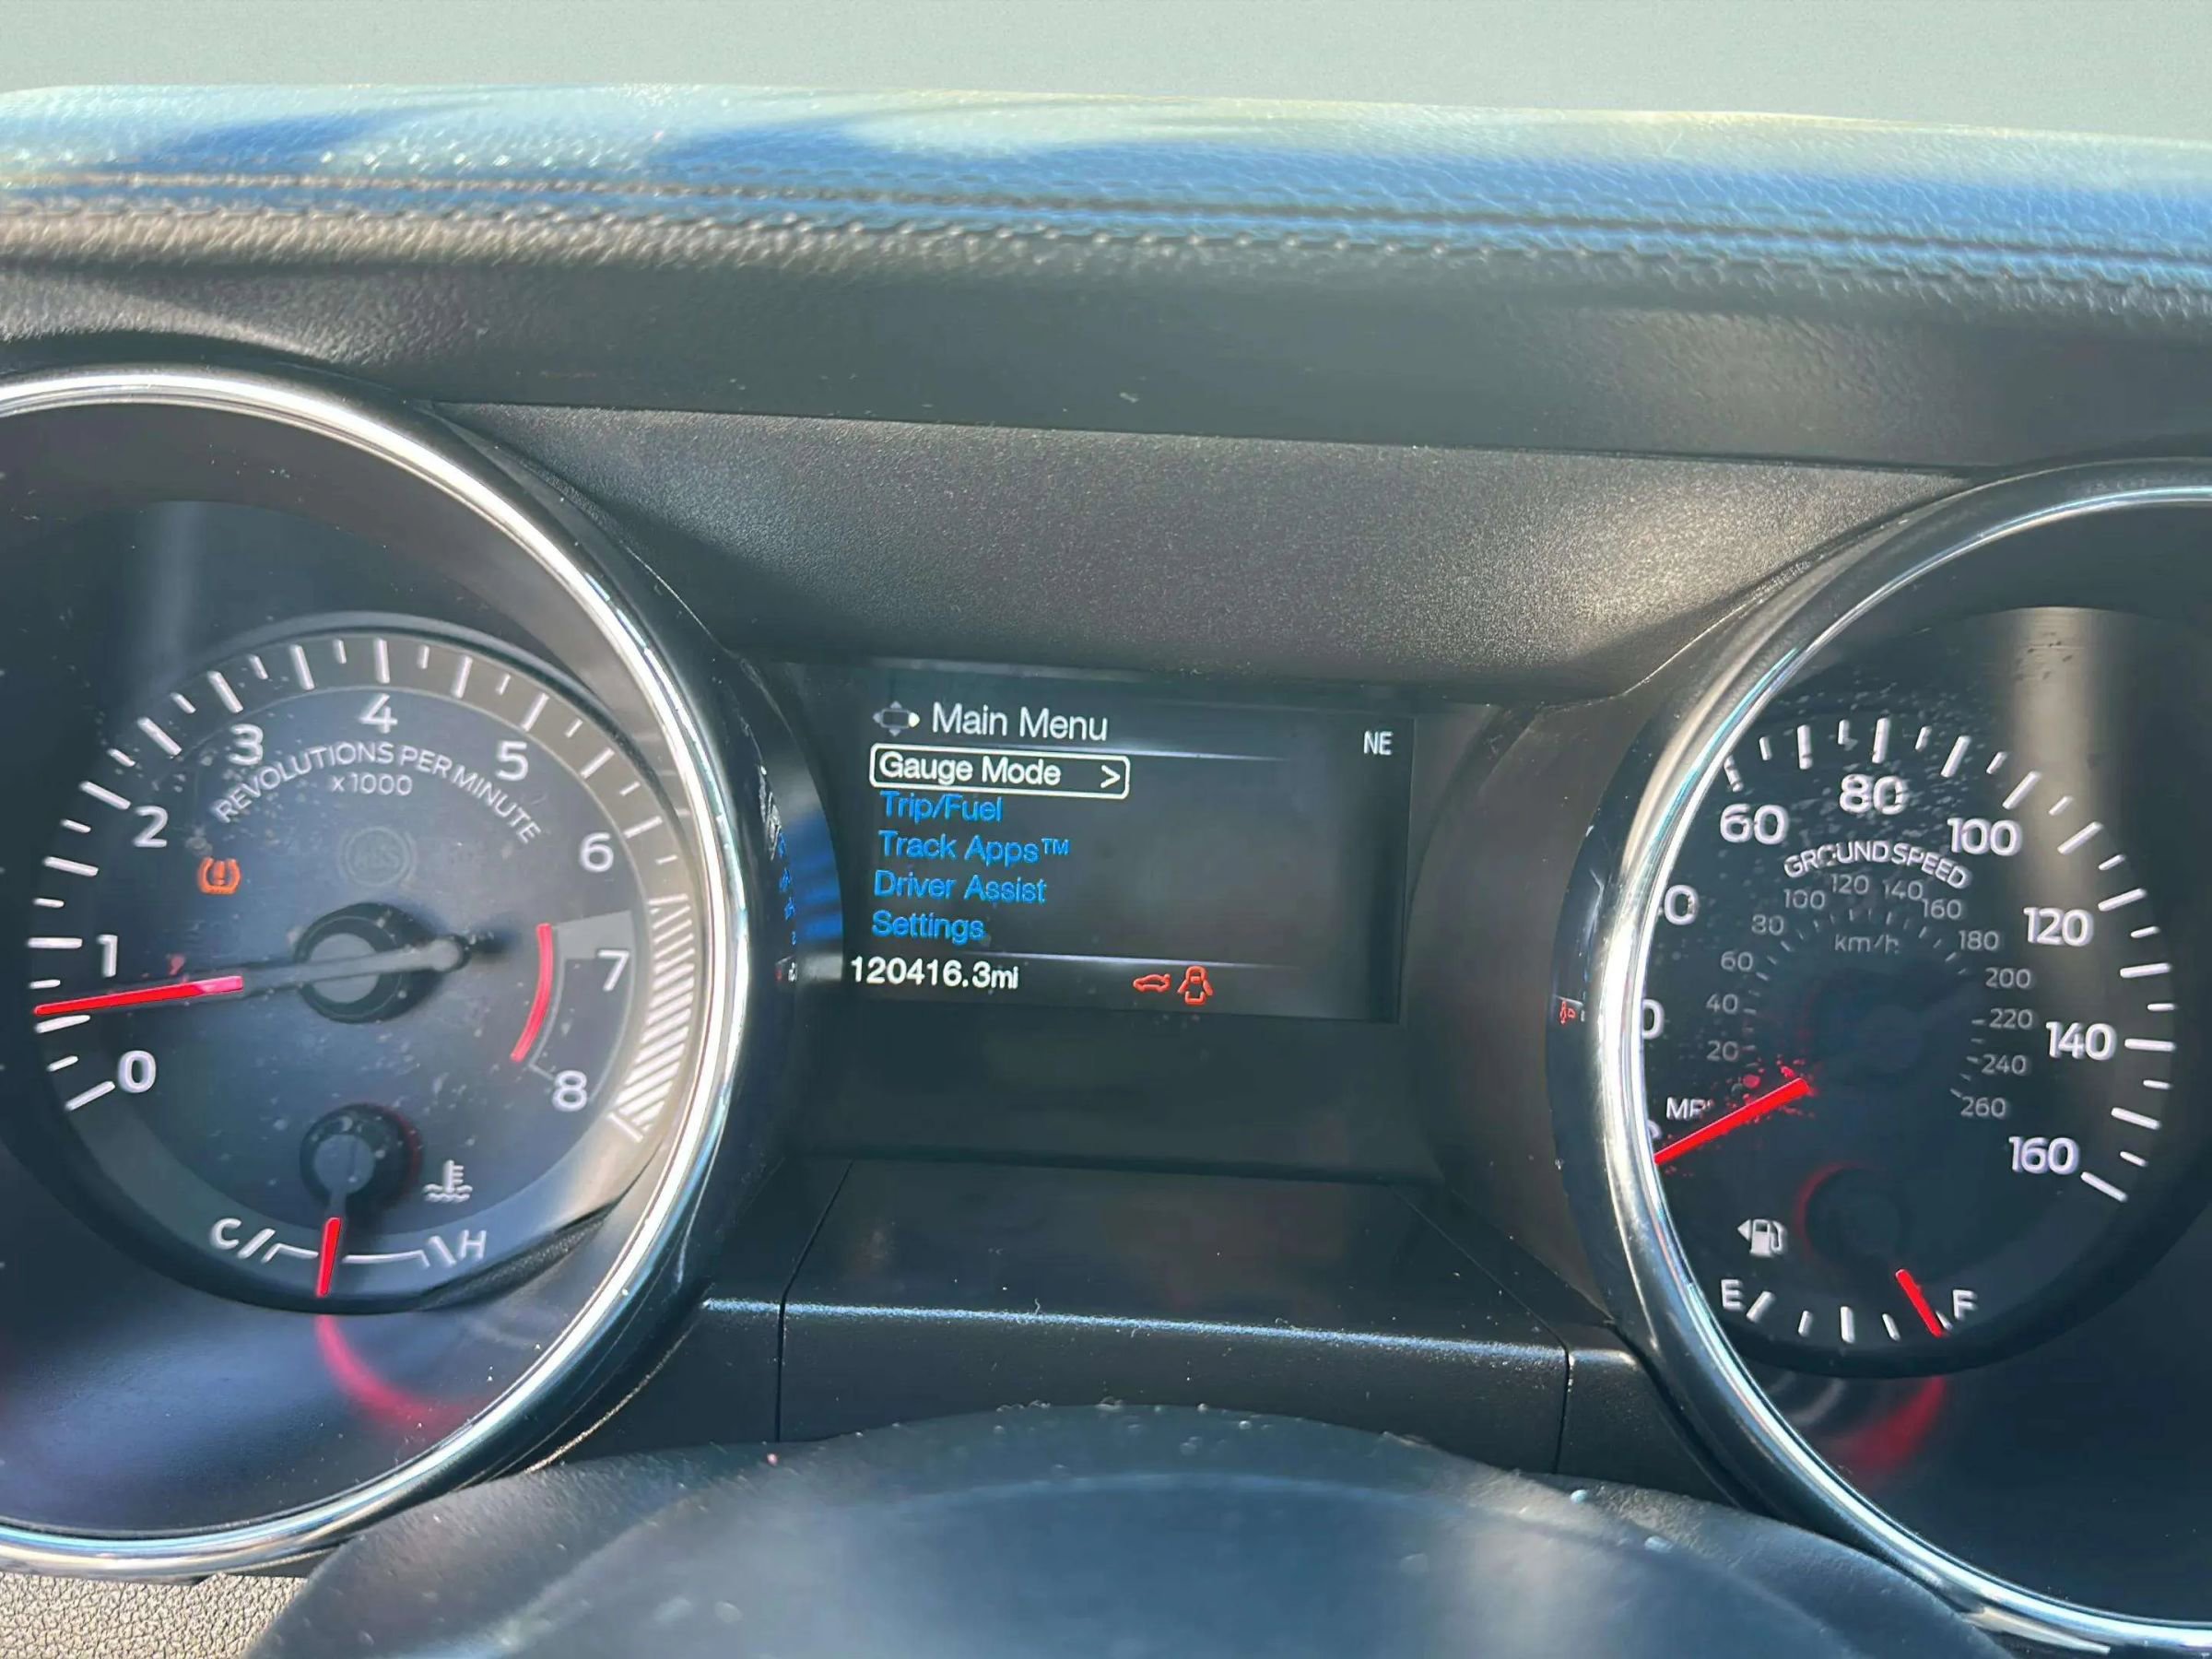 Main Menu
NE
Gauge Mode >
Trip/Fuel
Track Apps™
Driver Assist
Settings
120416.3mi
0
1
2
3
4
5
6
7
8
REVOLUTIONS PER MINUTE
x1000
C
H
60
80
100
120
140
160
GROUND SPEED
20
40
60
80
100
120
140
160
180
200
220
240
260
km/h
E
F